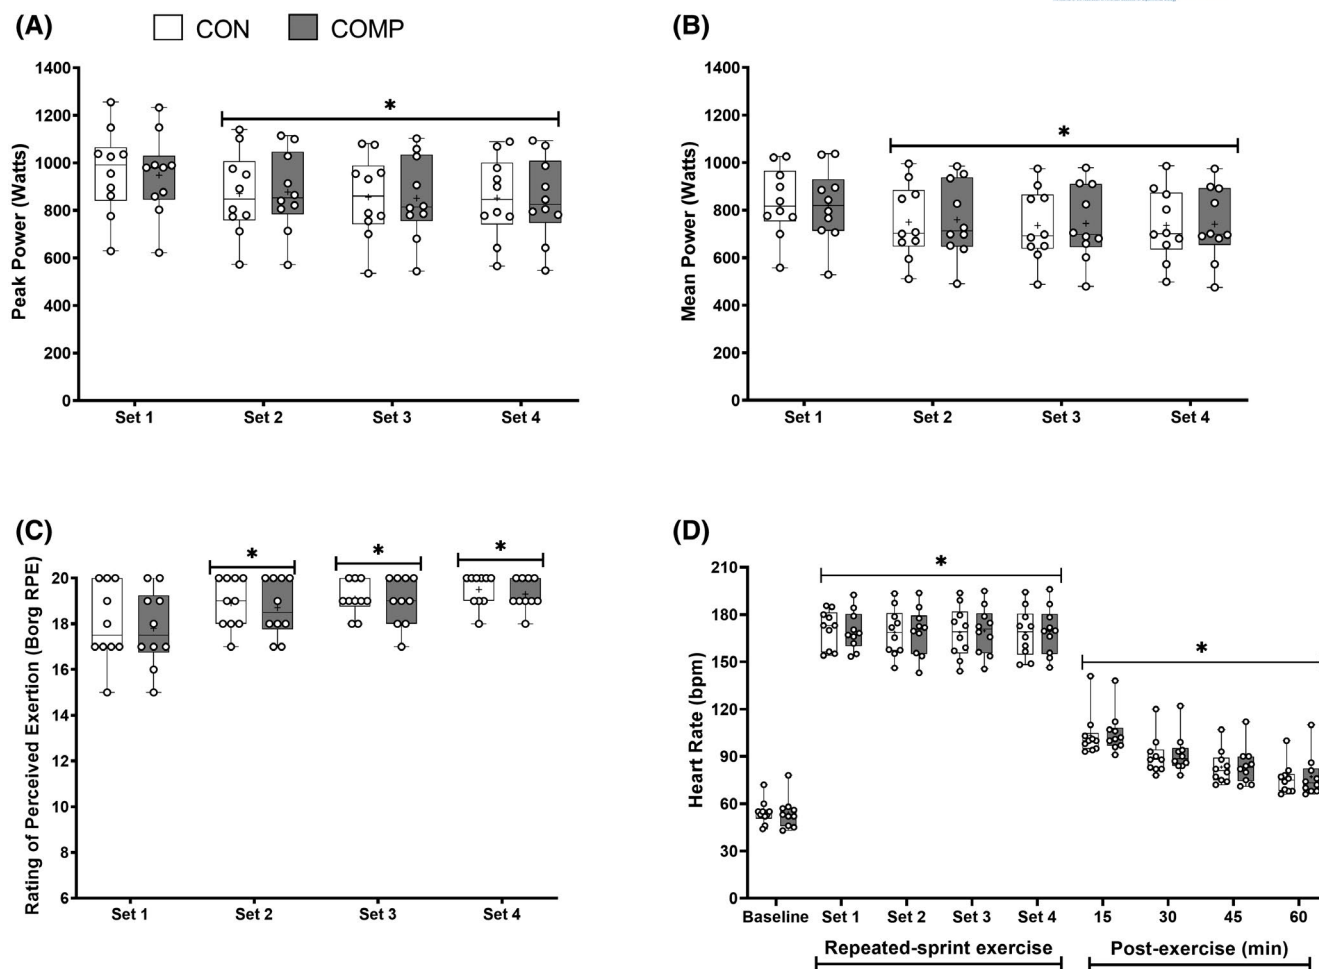 (A)
CON COMP
Peak Power (Watts)
1400
1200
1000
800
600
400
200
0
*
Set 1 Set 2 Set 3 Set 4
(B)
Mean Power (Watts)
1400
1200
1000
800
600
400
200
0
*
Set 1 Set 2 Set 3 Set 4
(C)
Rating of Perceived Exertion (Borg RPE)
20
18
16
14
12
10
8
6
* * *
Set 1 Set 2 Set 3 Set 4
(D)
Heart Rate (bpm)
210
180
150
120
90
60
30
0
* *
Baseline Set 1 Set 2 Set 3 Set 4 15 30 45 60
Repeated-sprint exercise Post-exercise (min)